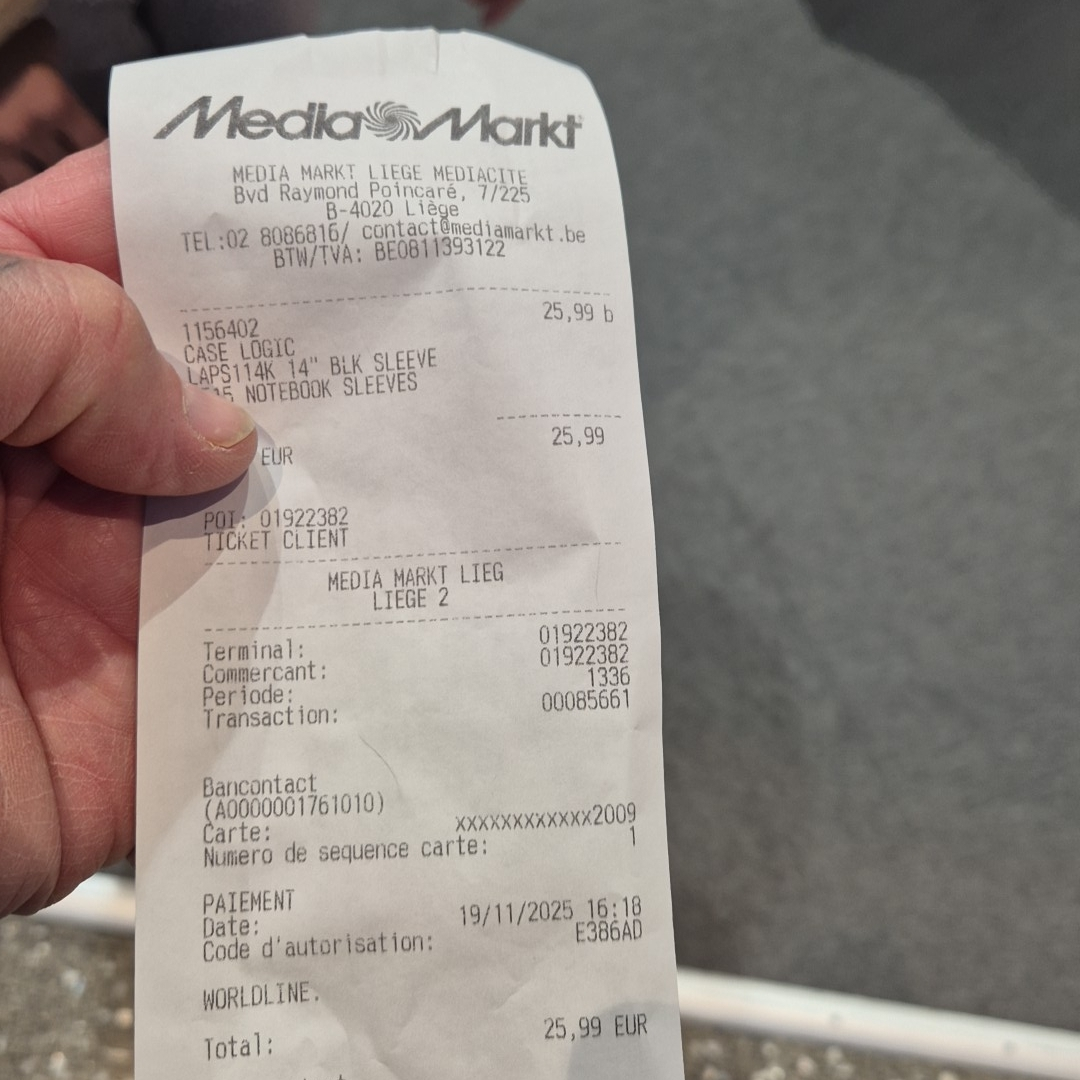 Media Markt
MEDIA MARKT LIEGE MEDIACITE
Bvd Raymond Poincaré, 7/225
B-4020 Liège
TEL:02 8086816/ contact@mediamarkt.be
BTW/TVA: BE0811393122
25,99 b
1156402
CASE LOGIC
LAPS114K 14" BLK SLEEVE
NOTEBOOK SLEEVES
25,99
EUR
POI: 01922382
TICKET CLIENT
MEDIA MARKT LIEG
LIEGE 2
Terminal: 01922382
Commercant: 01922382
Periode: 1336
Transaction: 00085661
Bancontact
(A0000001761010)
Carte: xxxxxxxxxxxx2009
Numero de sequence carte: 1
PAIEMENT
Date: 19/11/2025 16:18
Code d'autorisation: E386AD
WORLDLINE.
Total: 25,99 EUR